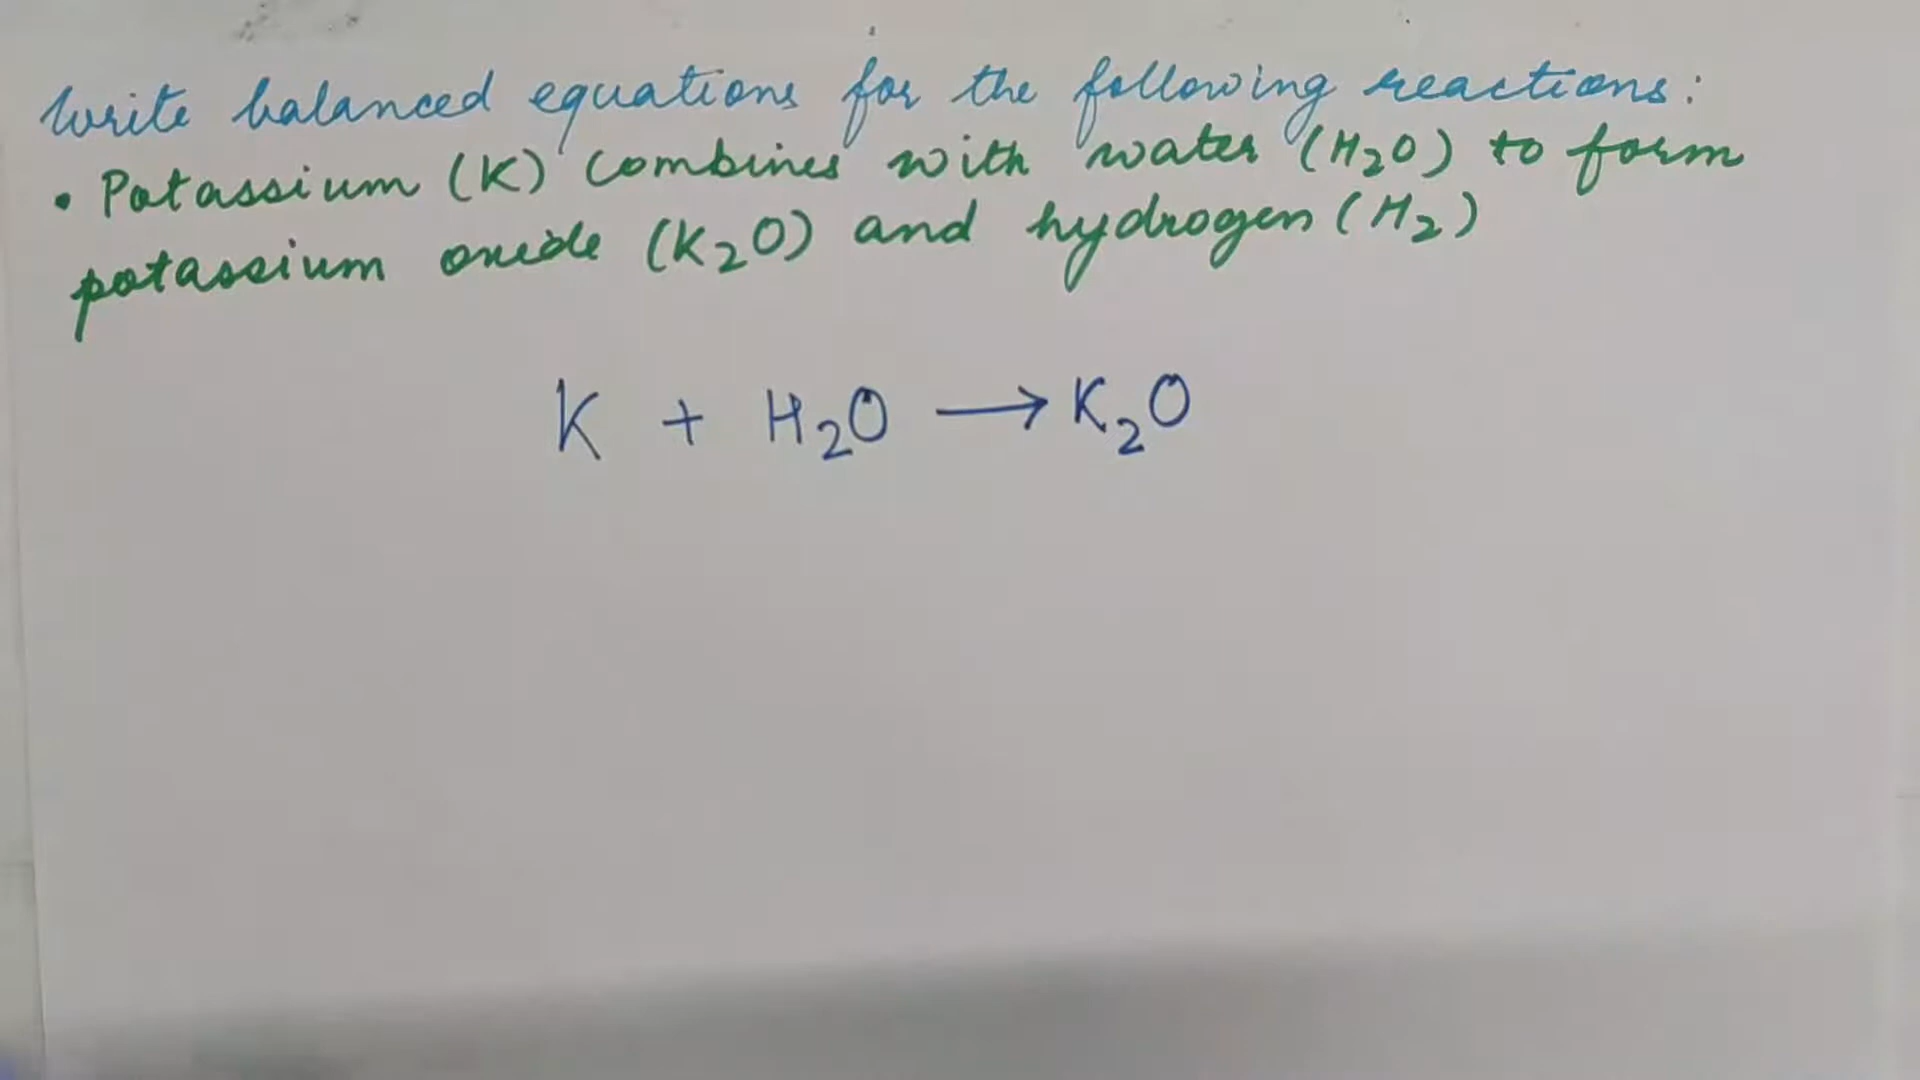 Write balanced equations for the following reactions:
• Potassium (K) combines with water (H₂O) to form
potassium oxide (K₂O) and hydrogen (H₂)
K + H₂O → K₂O